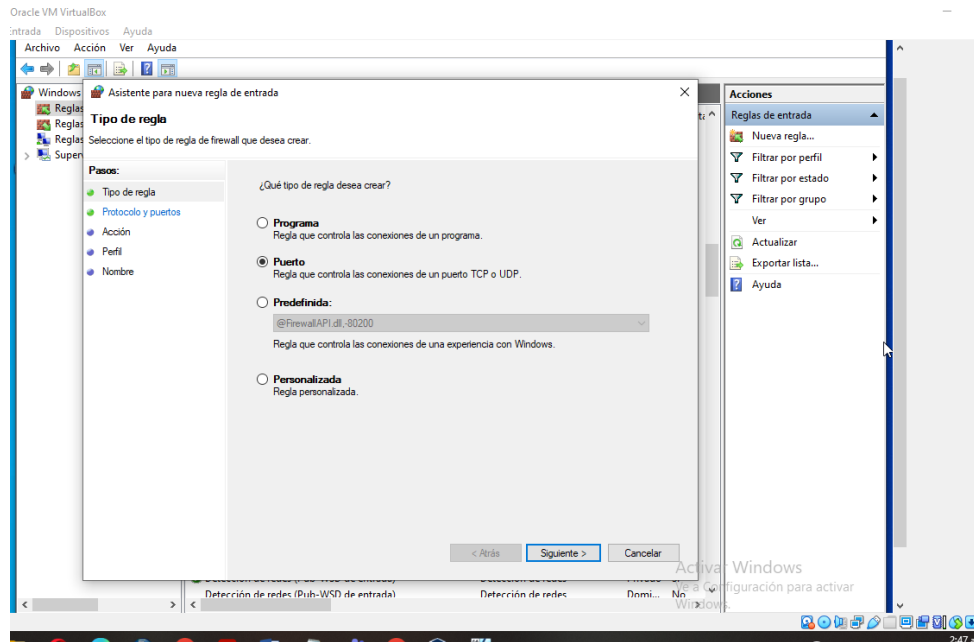 Oracle VM VirtualBox
Entrada Dispositivos Ayuda
Archivo Acción Ver Ayuda
Windows
Reglas
Reglas
Reglas
Super
Asistente para nueva regla de entrada
Tipo de regla
Seleccione el tipo de regla de firewall que desea crear.
Pasos:
Tipo de regla
Protocolo y puertos
Acción
Perfil
Nombre
¿Qué tipo de regla desea crear?
Programa
Regla que controla las conexiones de un programa.
Puerto
Regla que controla las conexiones de un puerto TCP o UDP.
Predefinida:
@FirewallAPI.dll,-80200
Regla que controla las conexiones de una experiencia con Windows.
Personalizada
Regla personalizada.
< Atrás Siguiente > Cancelar
Detección de redes (Pub-WSD de entrada) Detección de redes Domi... No
Acciones
Reglas de entrada
Nueva regla...
Filtrar por perfil
Filtrar por estado
Filtrar por grupo
Ver
Actualizar
Exportar lista...
Ayuda
Activar Windows
Ve a Configuración para activar
Windows.
2:47